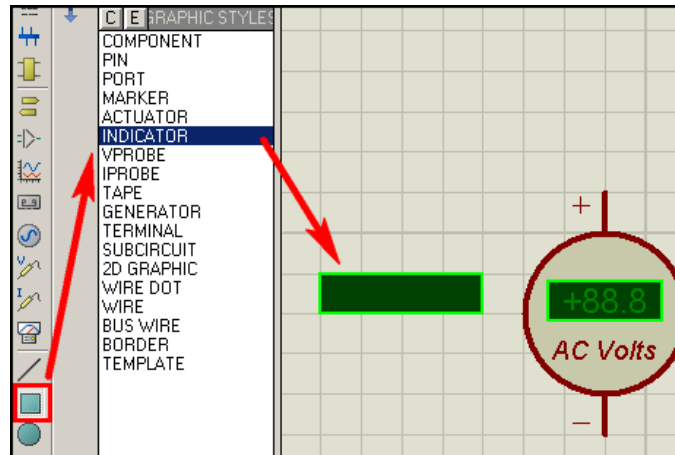 C E GRAPHIC STYLES
COMPONENT
PIN
PORT
MARKER
ACTUATOR
INDICATOR
VPROBE
IPROBE
TAPE
GENERATOR
TERMINAL
SUBCIRCUIT
2D GRAPHIC
WIRE DOT
WIRE
BUS WIRE
BORDER
TEMPLATE
V
I
+
+88.8
AC Volts
−